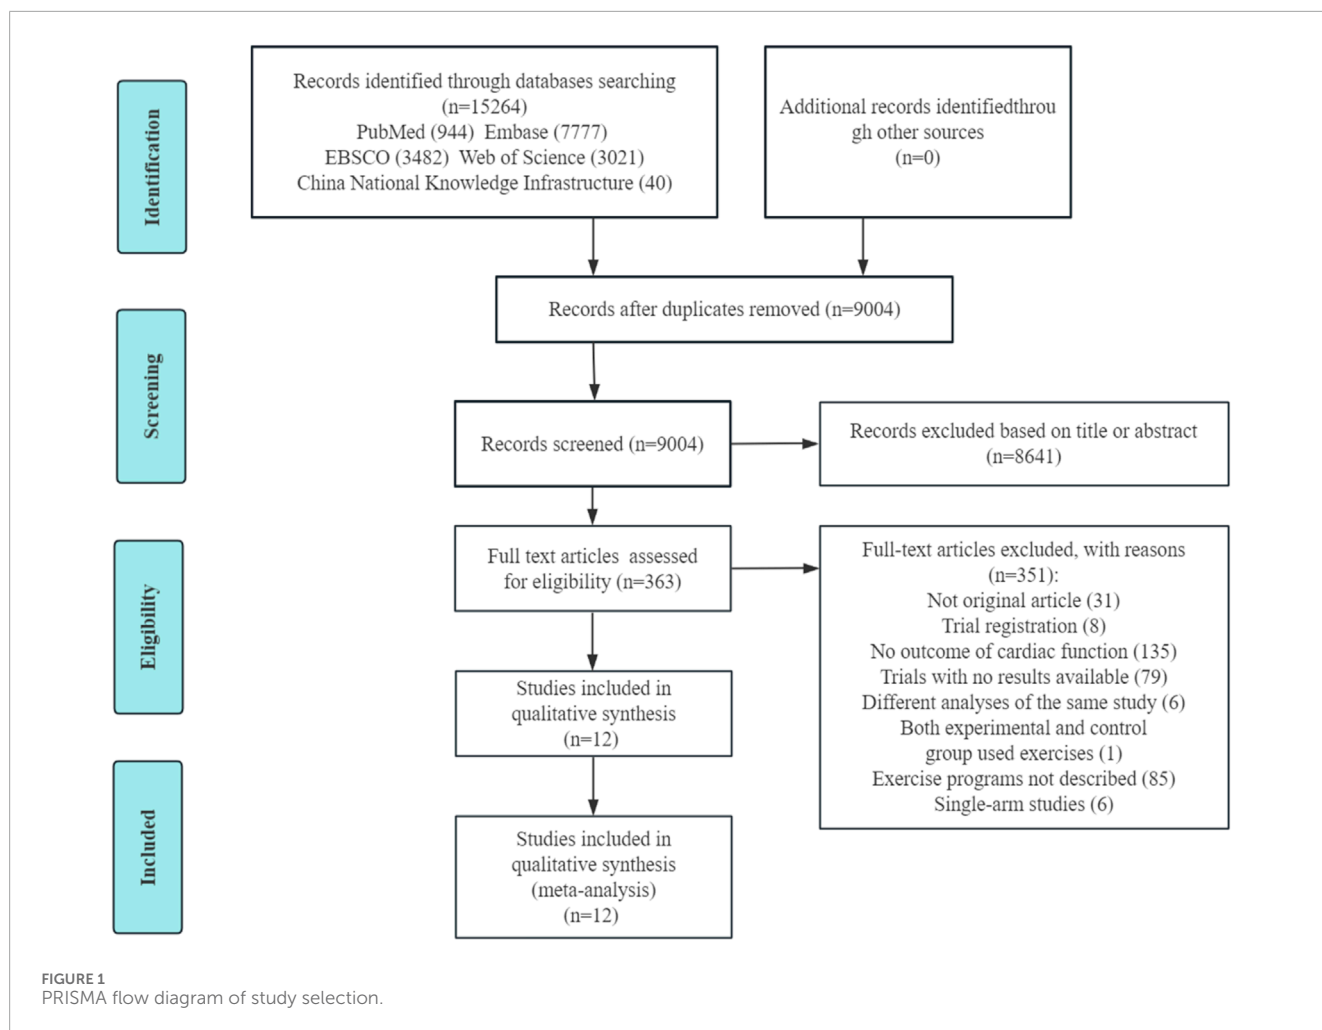 Identification
Records identified through databases searching
(n=15264)
PubMed (944)  Embase (7777)
EBSCO (3482)  Web of Science (3021)
China National Knowledge Infrastructure (40)
Additional records identifiedthrou
gh other sources
(n=0)
Records after duplicates removed (n=9004)
Screening
Records screened (n=9004)
Records excluded based on title or abstract
(n=8641)
Eligibility
Full text articles  assessed
for eligibility (n=363)
Full-text articles excluded, with reasons
(n=351):
Not original article (31)
Trial registration (8)
No outcome of cardiac function (135)
Trials with no results available (79)
Different analyses of the same study (6)
Both experimental and control
group used exercises (1)
Exercise programs not described (85)
Single-arm studies (6)
Studies included in
qualitative synthesis
(n=12)
Included
Studies included in
qualitative synthesis
(meta-analysis)
(n=12)
FIGURE 1
PRISMA flow diagram of study selection.